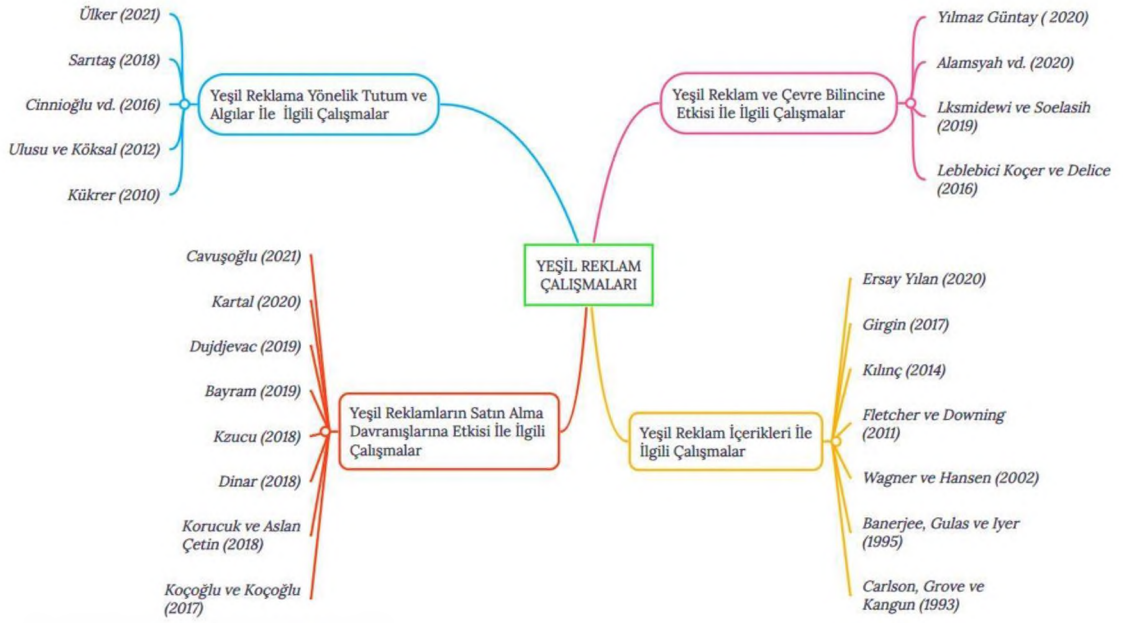 Ülker (2021)
Sarıtaş (2018)
Cinnioğlu vd. (2016)
Ulusu ve Köksal (2012)
Kükrer (2010)
Yeşil Reklama Yönelik Tutum ve
Algılar İle İlgili Çalışmalar
Yeşil Reklam ve Çevre Bilincine
Etkisi İle İlgili Çalışmalar
Yılmaz Güntay ( 2020)
Alamsyah vd. (2020)
Lksmidewi ve Soelasih
(2019)
Leblebici Koçer ve Delice
(2016)
YEŞİL REKLAM
ÇALIŞMALARI
Cavuşoğlu (2021)
Kartal (2020)
Dujdjevac (2019)
Bayram (2019)
Kzucu (2018)
Dinar (2018)
Korucuk ve Aslan
Çetin (2018)
Koçoğlu ve Koçoğlu
(2017)
Yeşil Reklamların Satın Alma
Davranışlarına Etkisi İle İlgili
Çalışmalar
Yeşil Reklam İçerikleri İle
İlgili Çalışmalar
Ersay Yılan (2020)
Girgin (2017)
Kılınç (2014)
Fletcher ve Downing
(2011)
Wagner ve Hansen (2002)
Banerjee, Gulas ve Iyer
(1995)
Carlson, Grove ve
Kangun (1993)